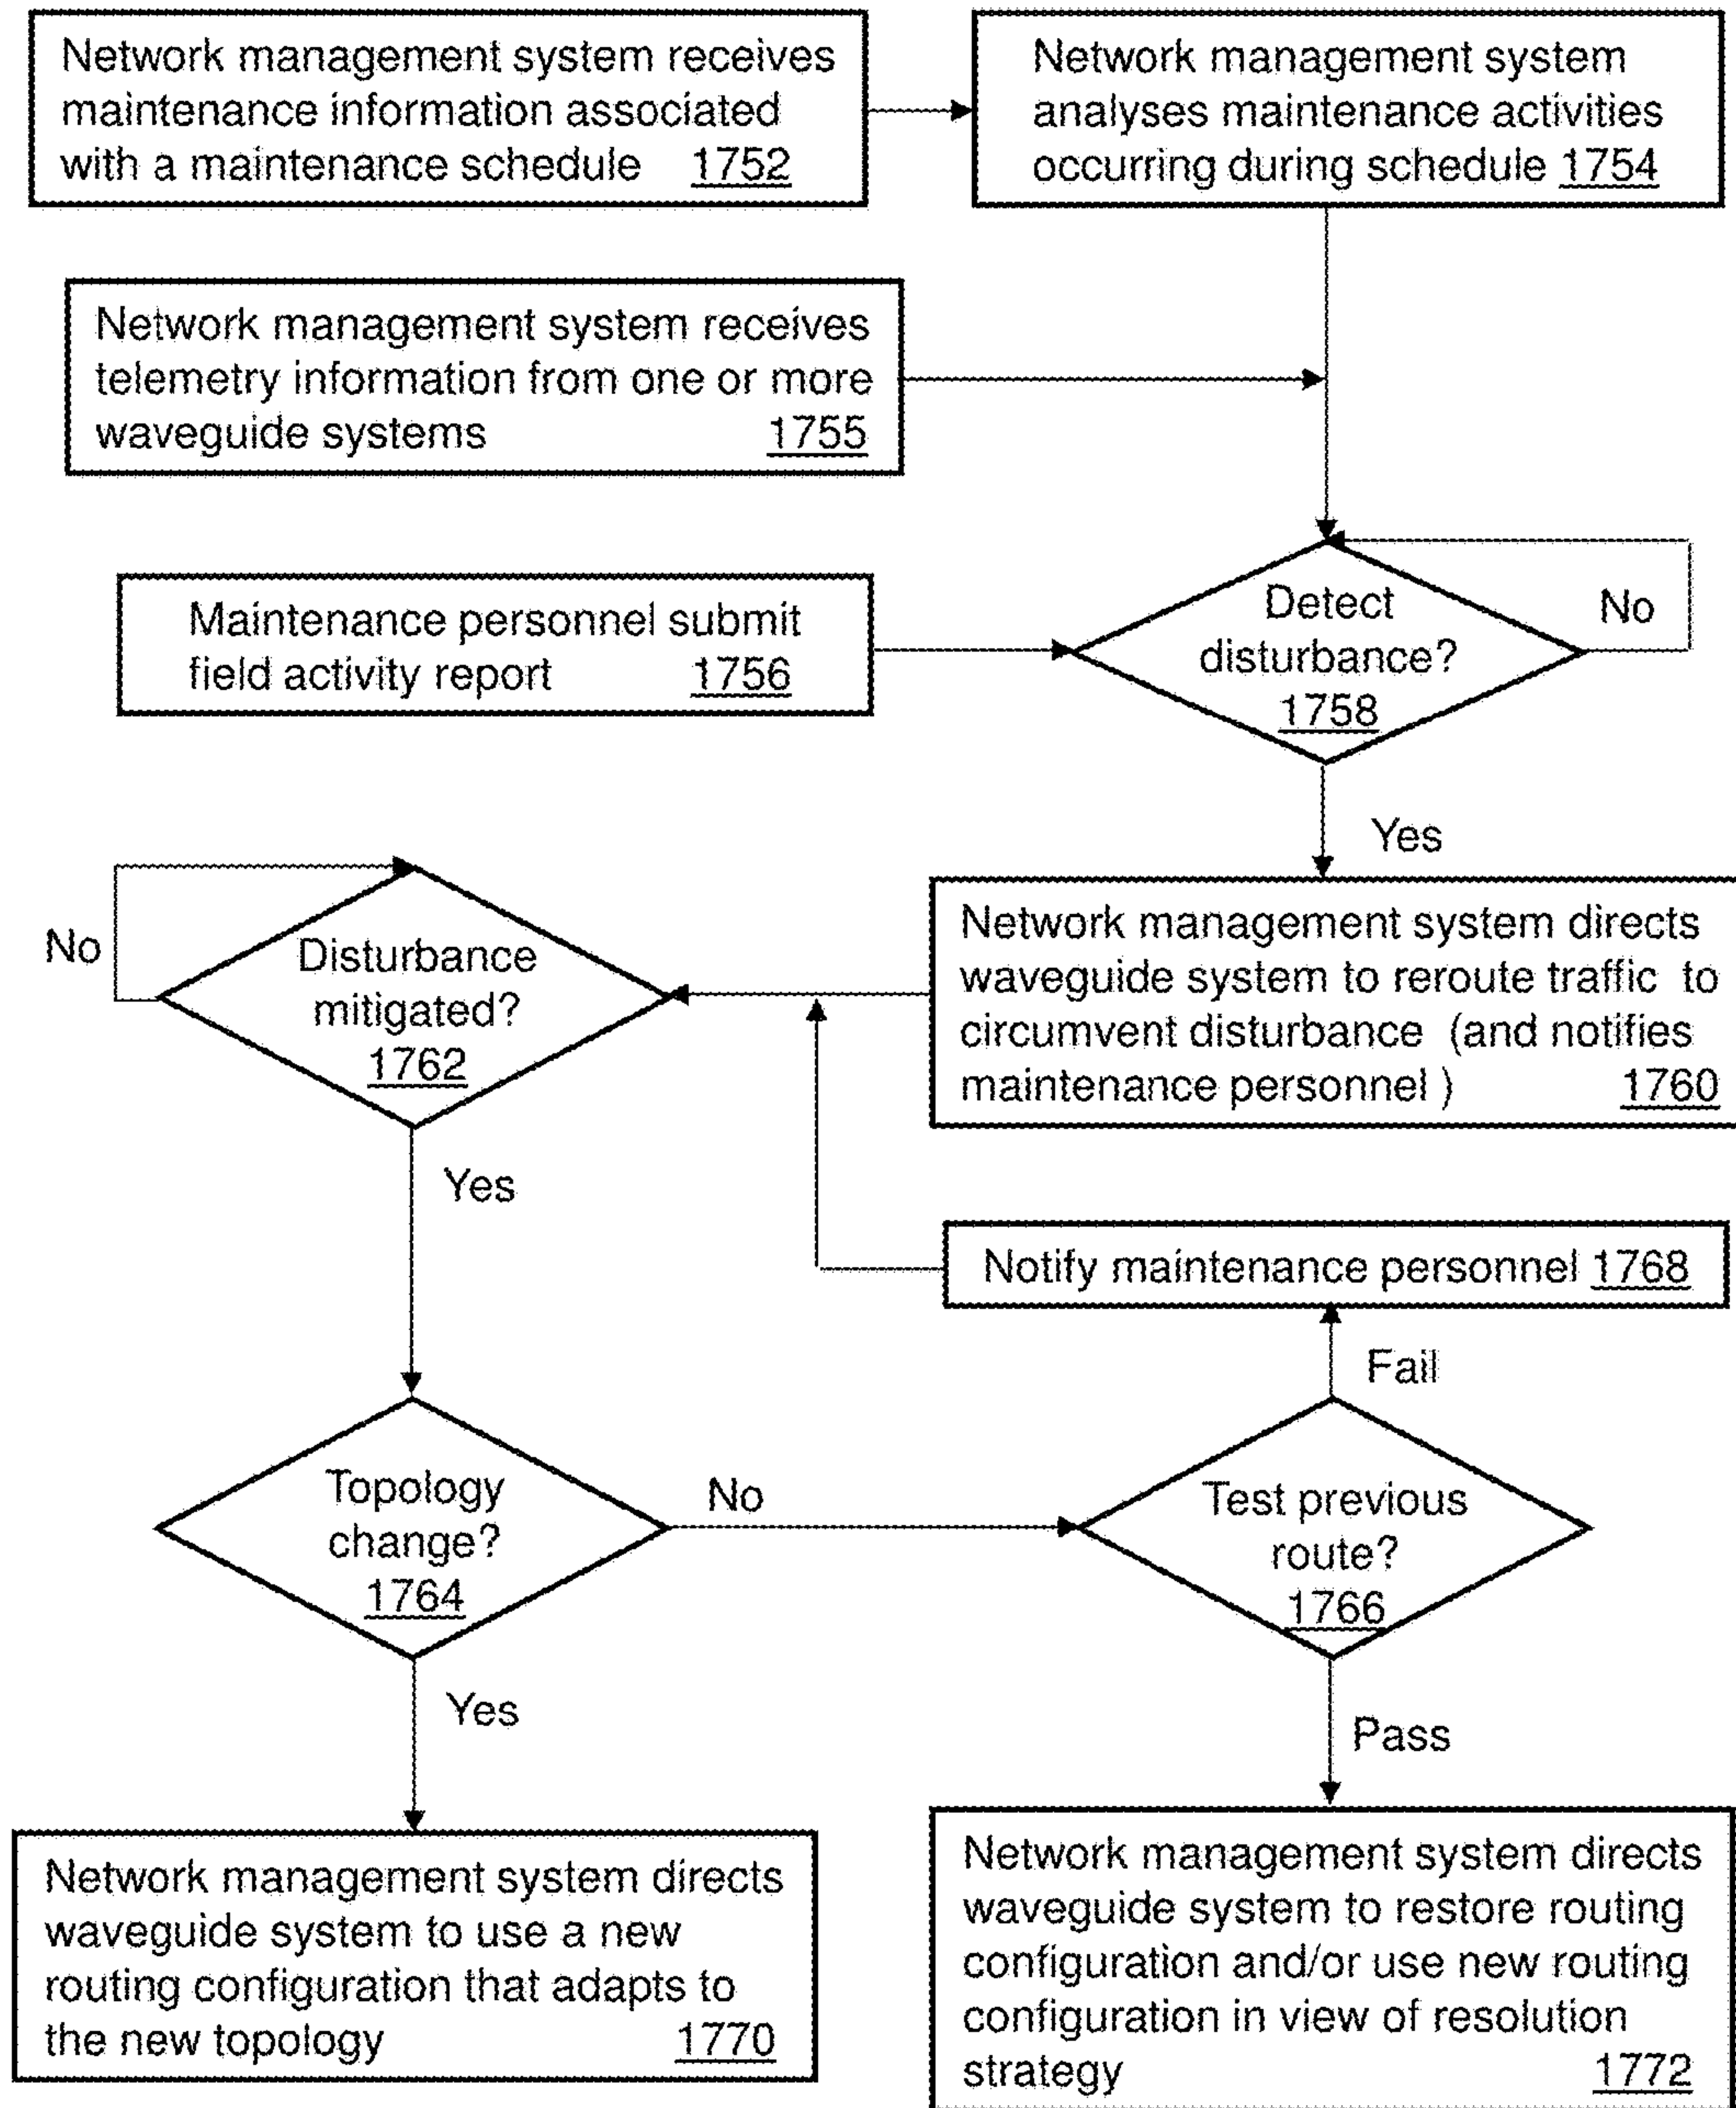 Network management system receives
maintenance information associated
with a maintenance schedule 1752
Network management system
analyses maintenance activities
occurring during schedule 1754
Network management system receives
telemetry information from one or more
waveguide systems 1755
Maintenance personnel submit
field activity report 1756
Detect
disturbance?
1758
No
Yes
Network management system directs
waveguide system to reroute traffic to
circumvent disturbance (and notifies
maintenance personnel ) 1760
No
Disturbance
mitigated?
1762
Yes
Notify maintenance personnel 1768
Fail
Topology
change?
1764
No
Test previous
route?
1766
Yes
Pass
Network management system directs
waveguide system to use a new
routing configuration that adapts to
the new topology 1770
Network management system directs
waveguide system to restore routing
configuration and/or use new routing
configuration in view of resolution
strategy 1772